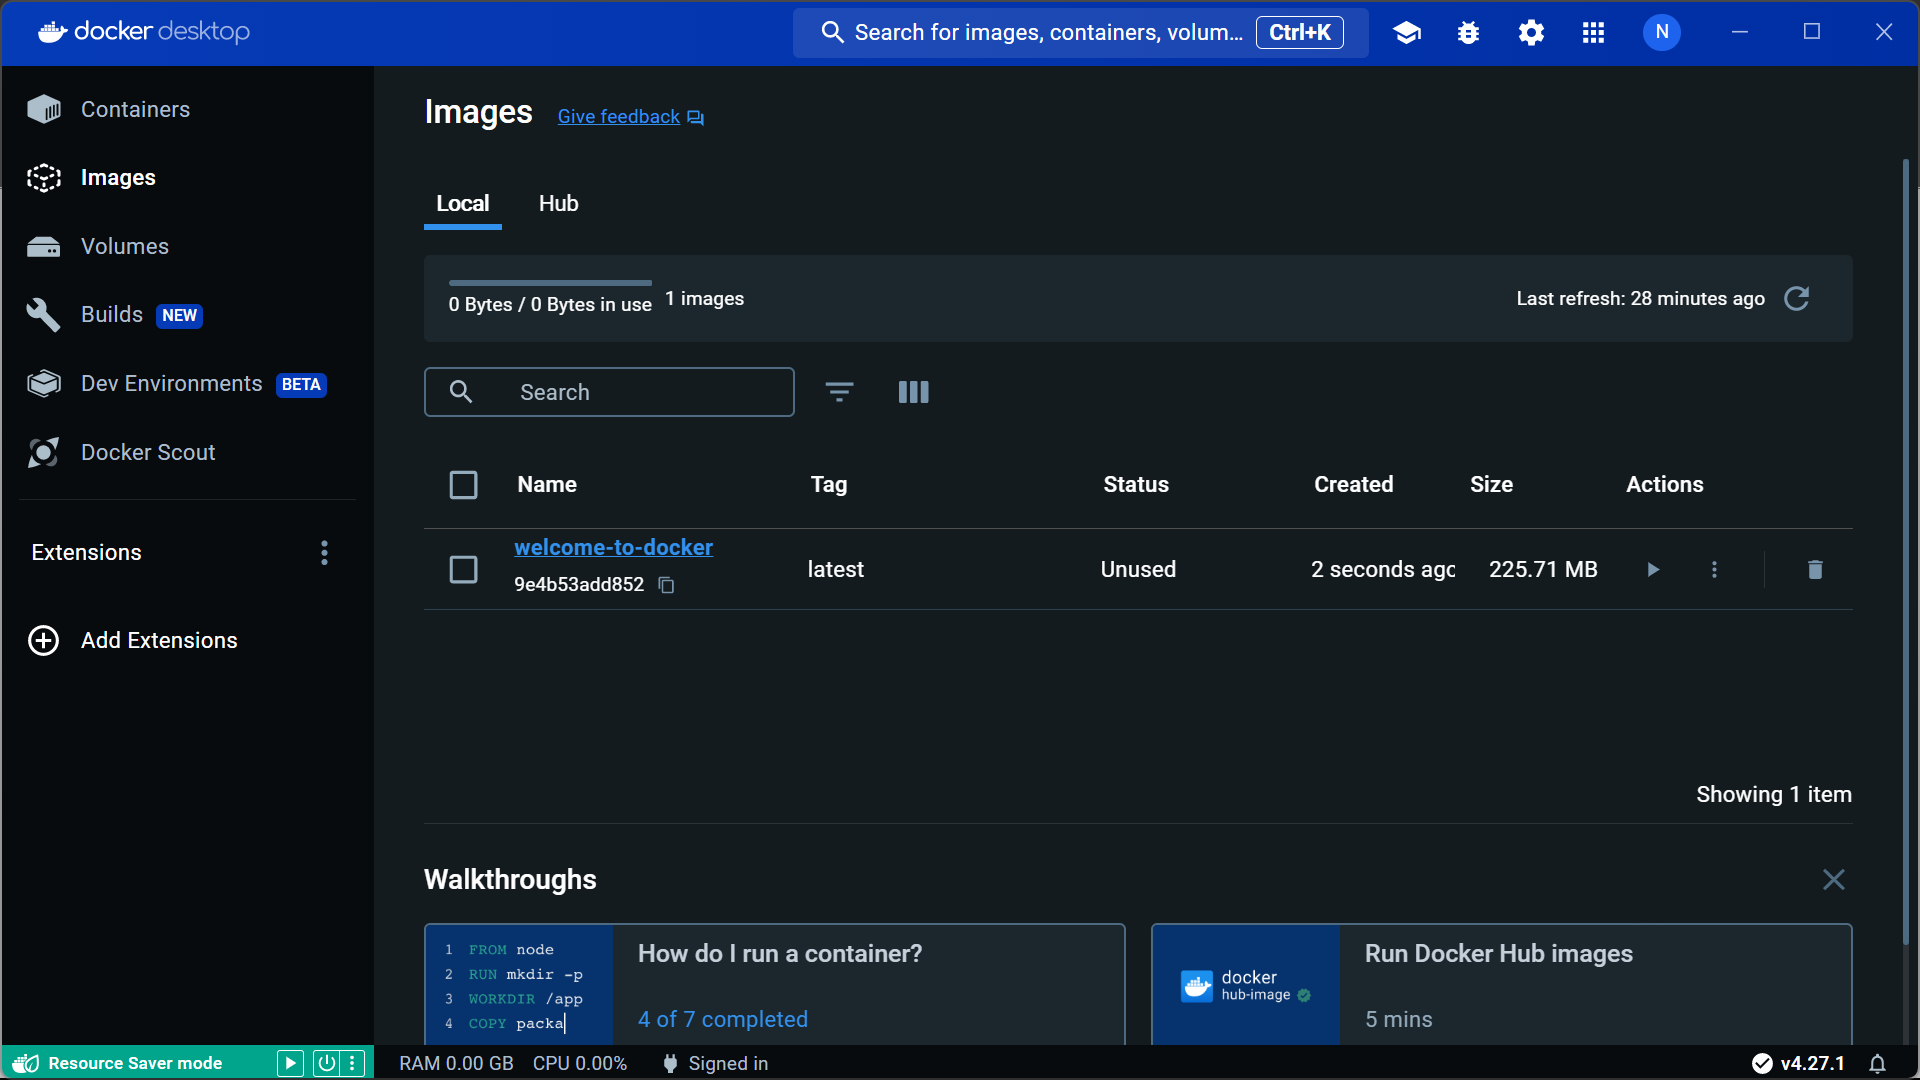 docker desktop
Search for images, containers, volum... Ctrl+K
N
Containers
Images
Volumes
Builds NEW
Dev Environments BETA
Docker Scout
Extensions
Add Extensions
Images Give feedback
Local Hub
0 Bytes / 0 Bytes in use 1 images
Last refresh: 28 minutes ago
Search
Name Tag Status Created Size Actions
welcome-to-docker
9e4b53add852
latest Unused 2 seconds ago 225.71 MB
Showing 1 item
Walkthroughs
1 FROM node
2 RUN mkdir -p
3 WORKDIR /app
4 COPY packa
How do I run a container?
4 of 7 completed
docker
hub-image
Run Docker Hub images
5 mins
Resource Saver mode
RAM 0.00 GB CPU 0.00% Signed in
v4.27.1